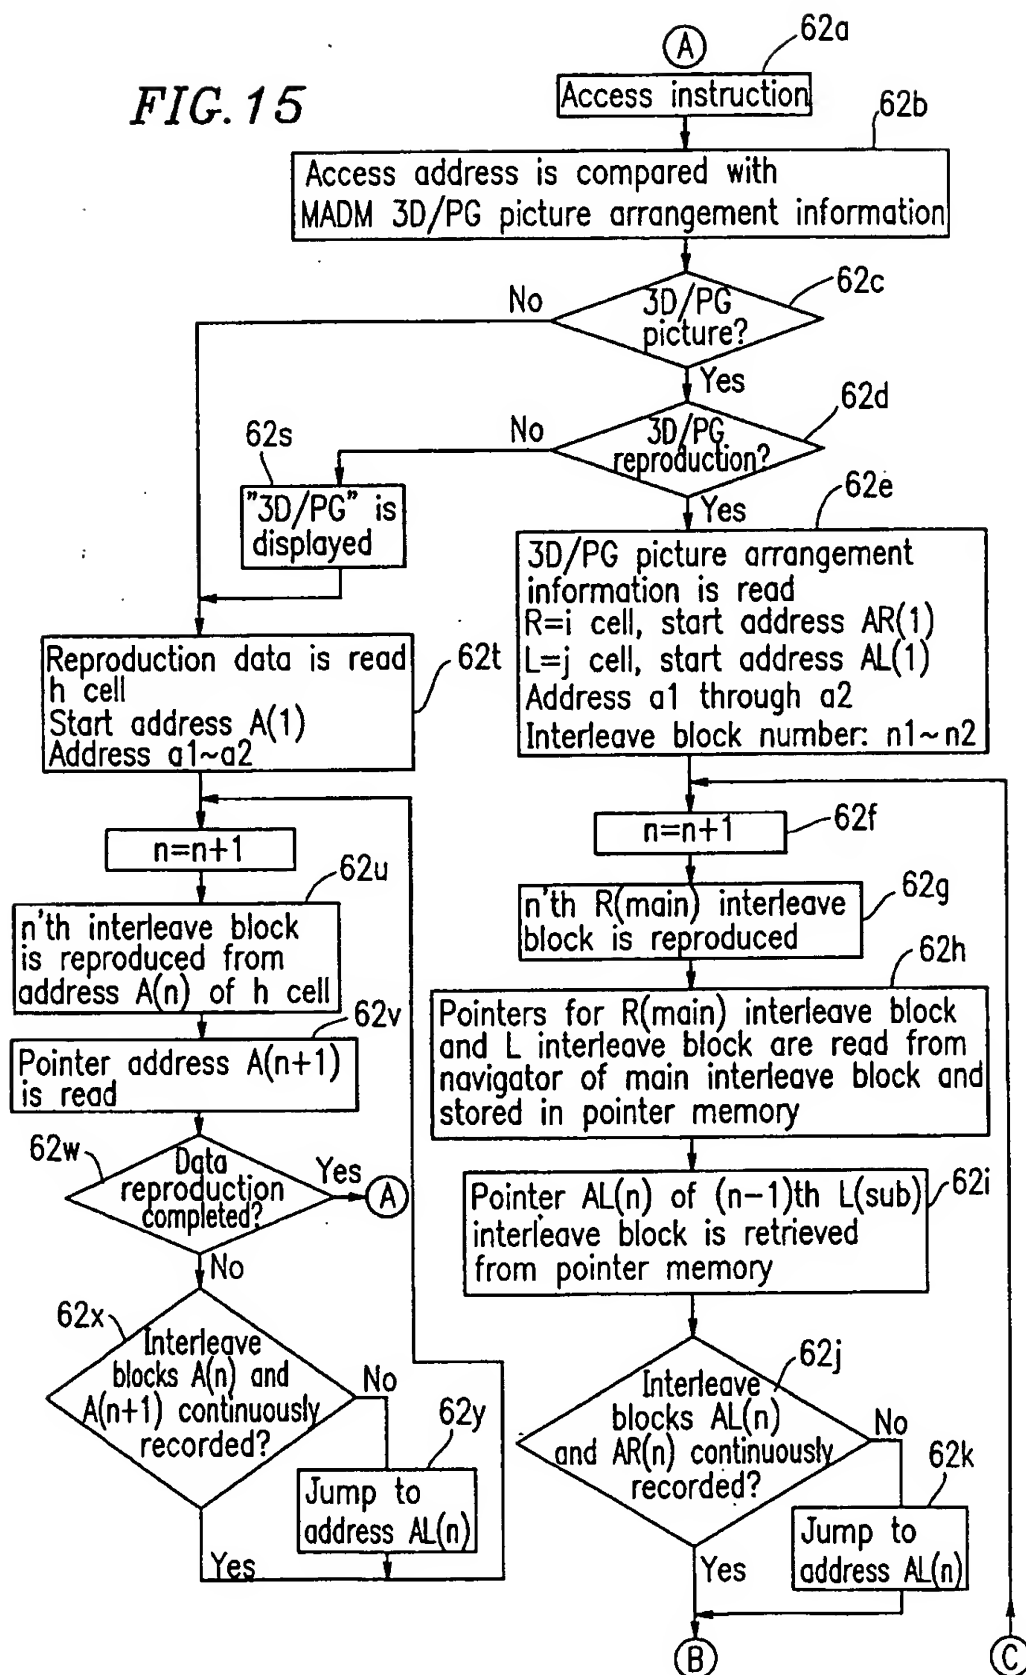 FIG.15
A
62a
Access instruction
62b
Access address is compared with
MADM 3D/PG picture arrangement information
62c
No
3D/PG
picture?
Yes
62d
No
3D/PG
reproduction?
Yes
62s
"3D/PG" is
displayed
62e
3D/PG picture arrangement
information is read
R=i cell, start address AR(1)
L=j cell, start address AL(1)
Address a1 through a2
Interleave block number: n1~n2
Reproduction data is read
h cell
Start address A(1)
Address a1~a2
62t
n=n+1
62u
n'th interleave block
is reproduced from
address A(n) of h cell
62v
Pointer address A(n+1)
is read
62w
Data
reproduction
completed?
Yes
A
No
62x
Interleave
blocks A(n) and
A(n+1) continuously
recorded?
No
62y
Jump to
address AL(n)
Yes
n=n+1
62f
62g
n'th R(main) interleave
block is reproduced
62h
Pointers for R(main) interleave block
and L interleave block are read from
navigator of main interleave block and
stored in pointer memory
Pointer AL(n) of (n-1)th L(sub)
interleave block is retrieved
from pointer memory
62i
62j
Interleave
blocks AL(n)
and AR(n) continuously
recorded?
No
62k
Jump to
address AL(n)
Yes
B
C